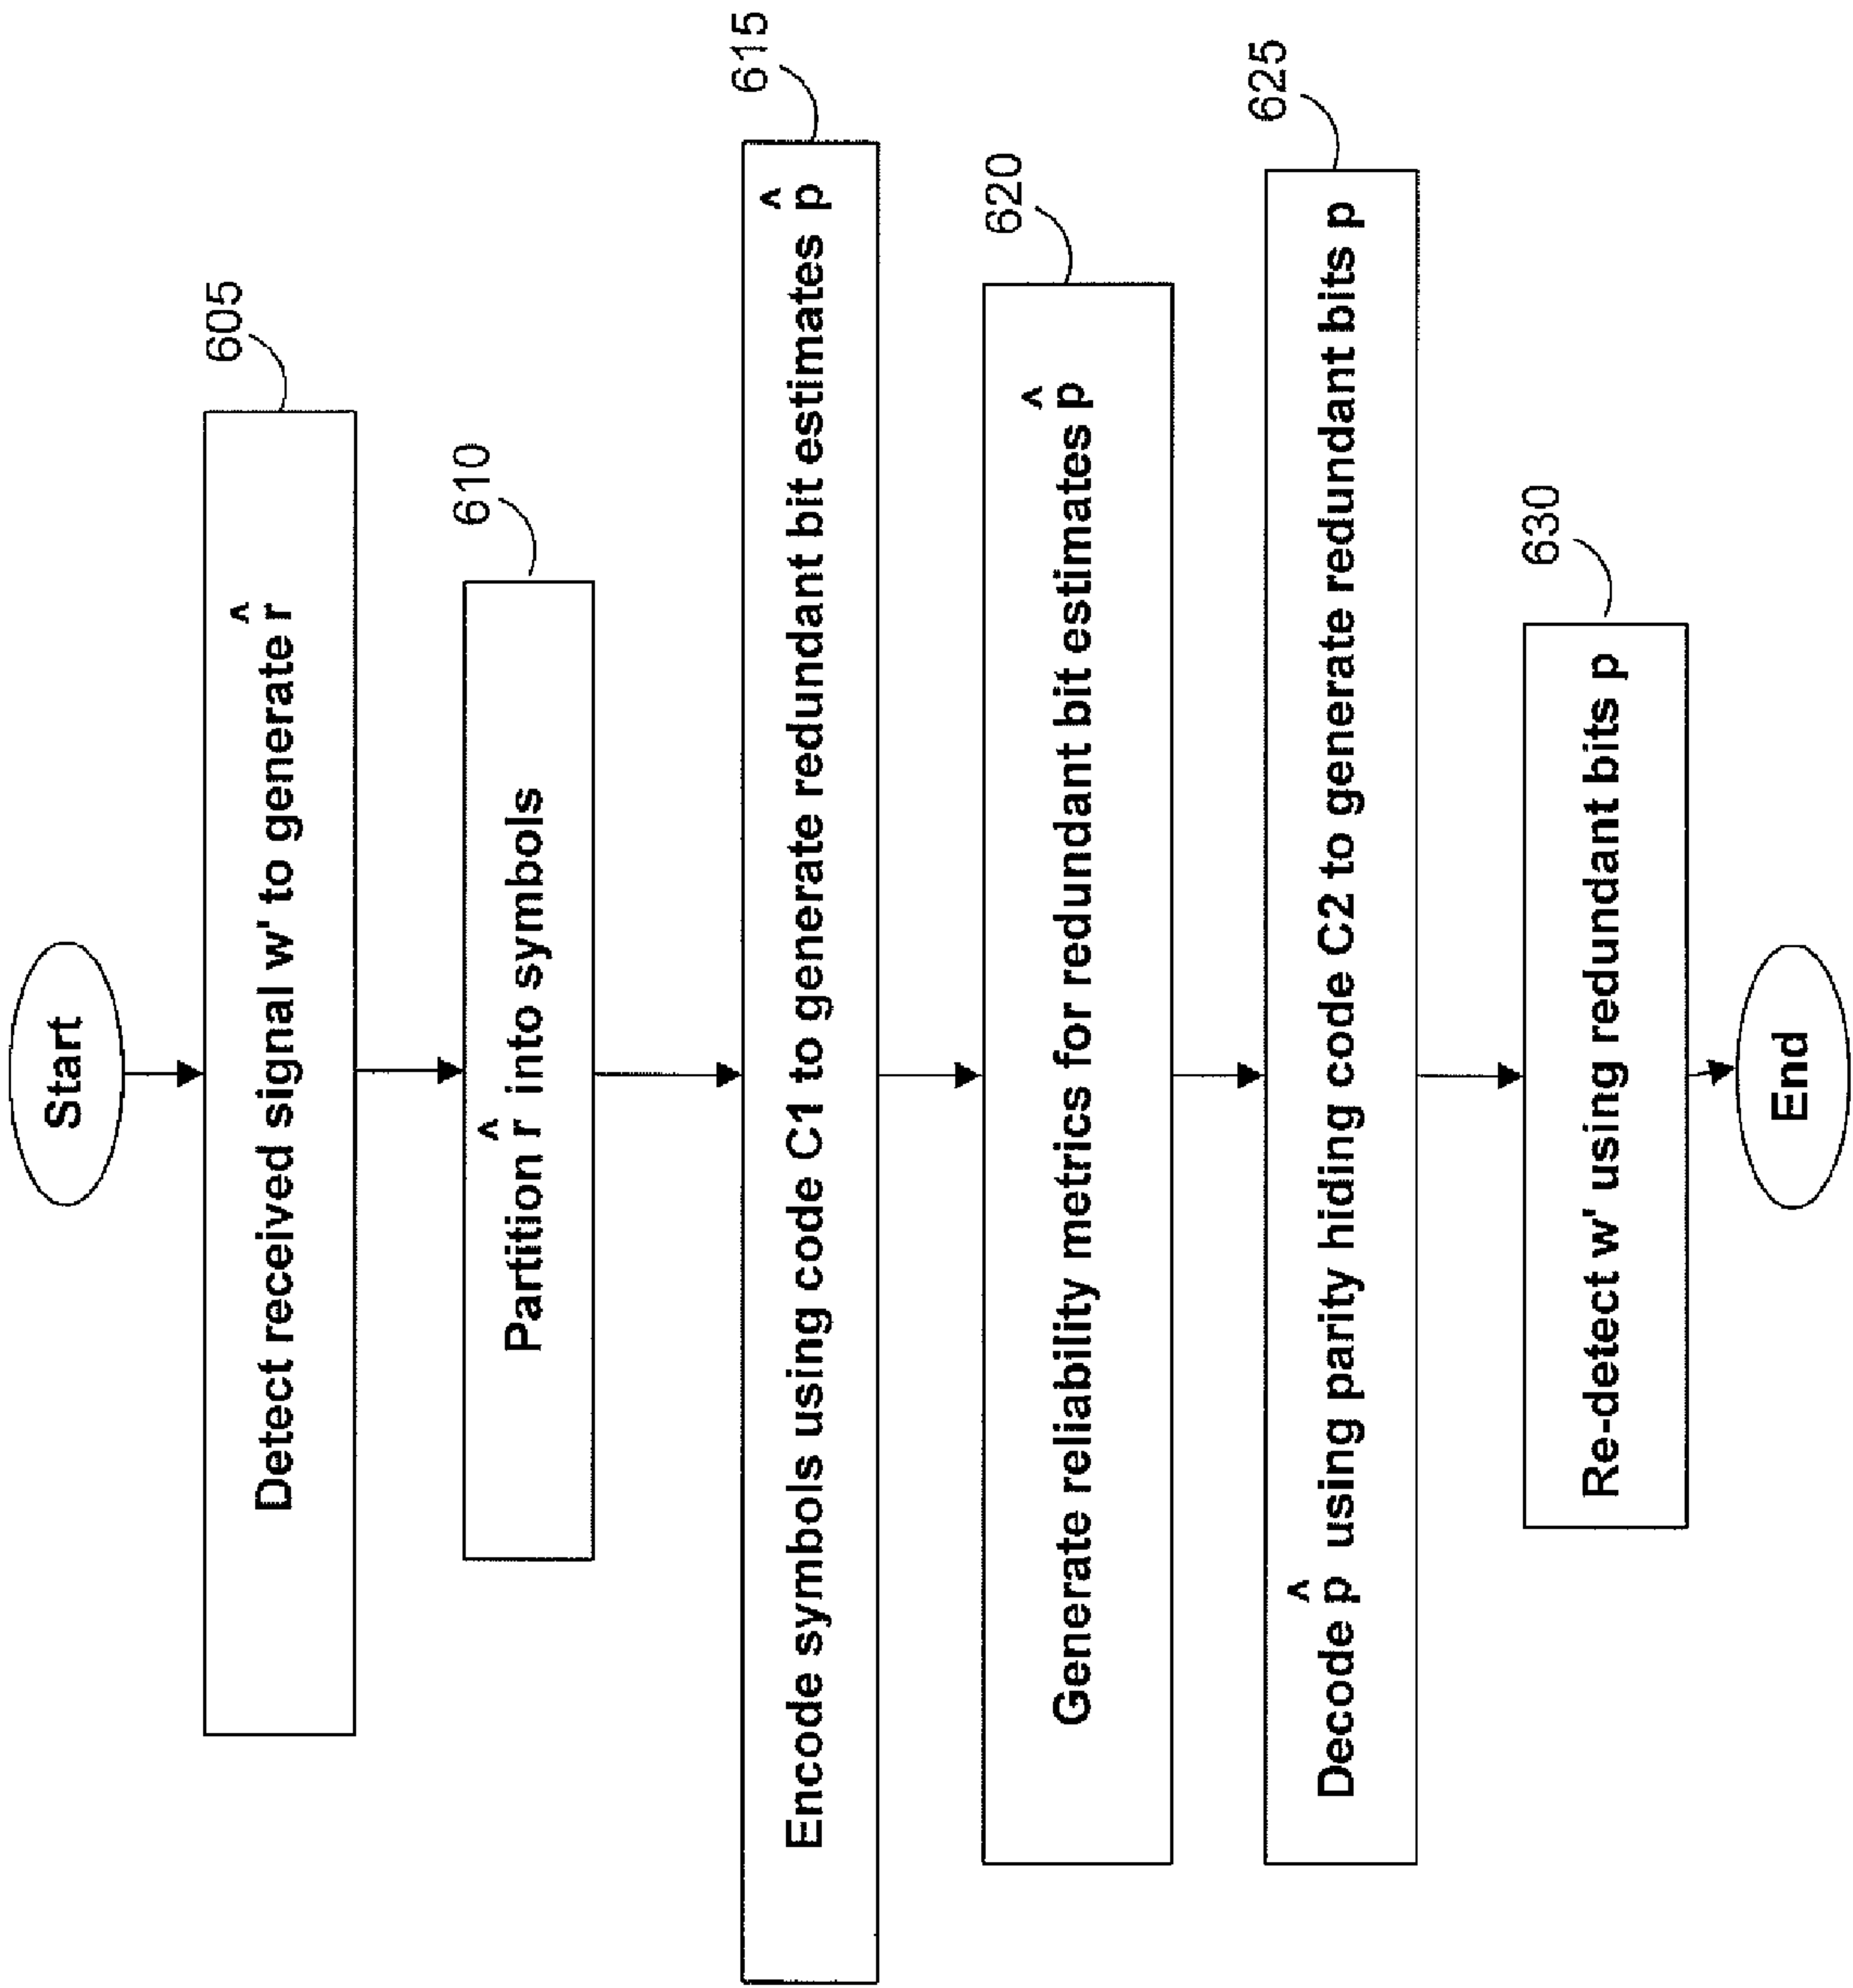 Start
605
Detect received signal w' to generate r̂
610
Partition r̂ into symbols
615
Encode symbols using code C1 to generate redundant bit estimates p̂
620
Generate reliability metrics for redundant bit estimates p̂
625
Decode p̂ using parity hiding code C2 to generate redundant bits p
630
Re-detect w' using redundant bits p
End